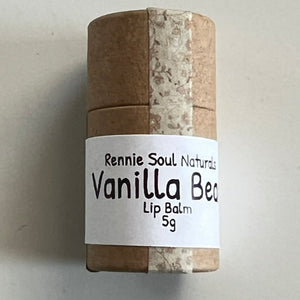 Rennie Soul Naturals
Vanilla Bea
Lip Balm
5g